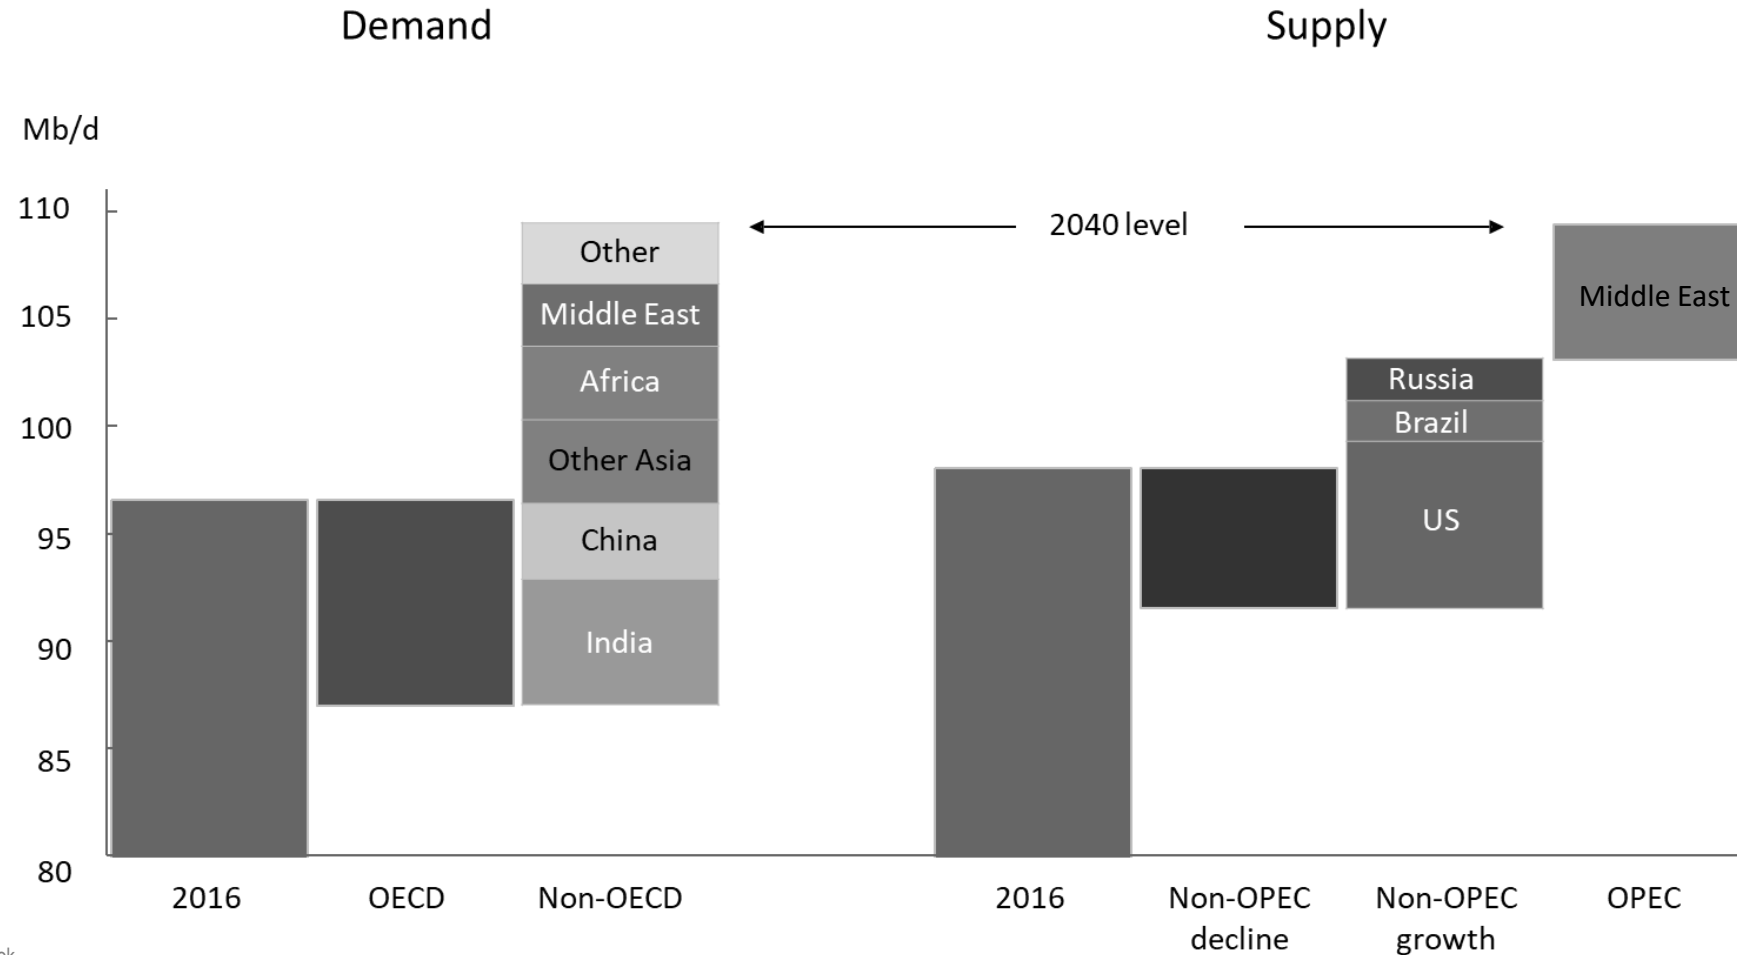 Demand
Supply
Mb/d
110
105
100
95
90
85
80
Other
Middle East
Africa
Other Asia
China
India
2040 level
Middle East
Russia
Brazil
US
2016
OECD
Non-OECD
2016
Non-OPEC
decline
Non-OPEC
growth
OPEC